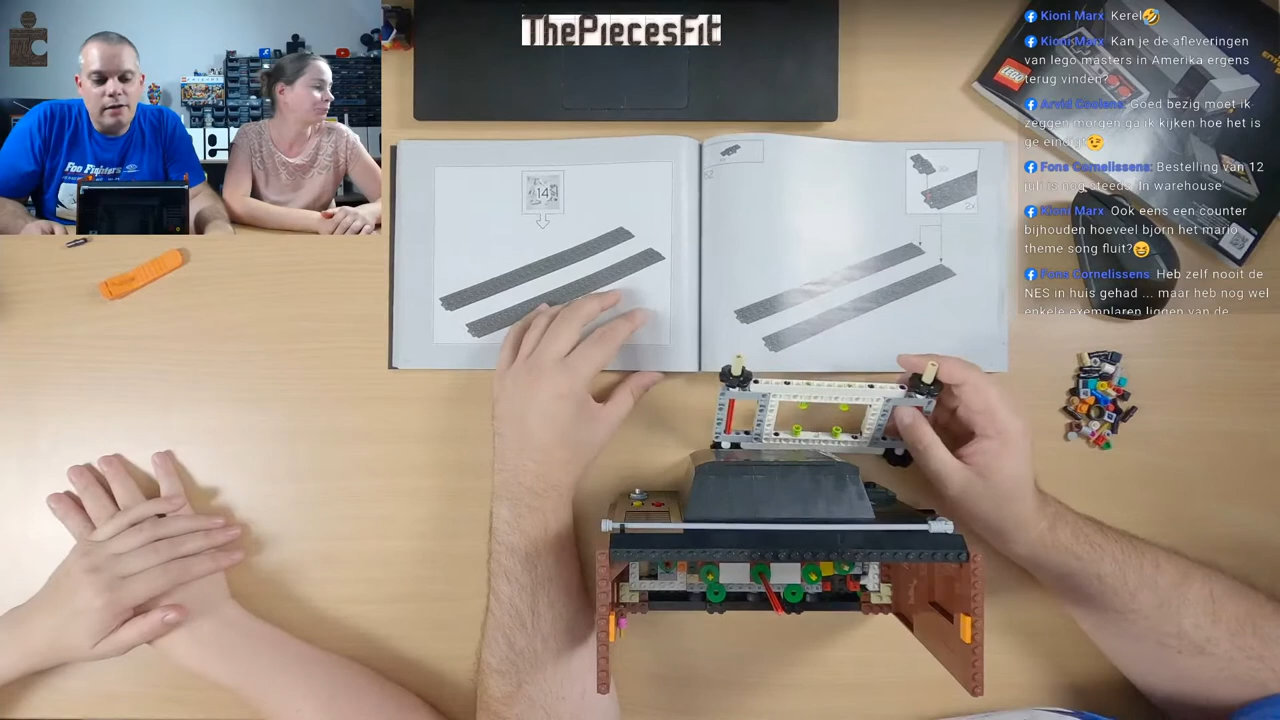 ThePiecesFit
Foo Fighters
14
2x
LEGO
Kioni Marx Kerel🤣
Kioni Marx Kan je de afleveringen
van lego masters in Amerika ergens
terug vinden?
Arvid Coolens: Goed bezig moet ik
zeggen morgen ga ik kijken hoe het is
ge eindigt😉
Fons Cornelissens: Bestelling van 12
juli is nog steeds: In warehouse
Kioni Marx Ook eens een counter
bijhouden hoeveel bjorn het mario
theme song fluit?😆
Fons Cornelissens Heb zelf nooit de
NES in huis gehad ... maar heb nog wel
enkele exemplaren liggen van de